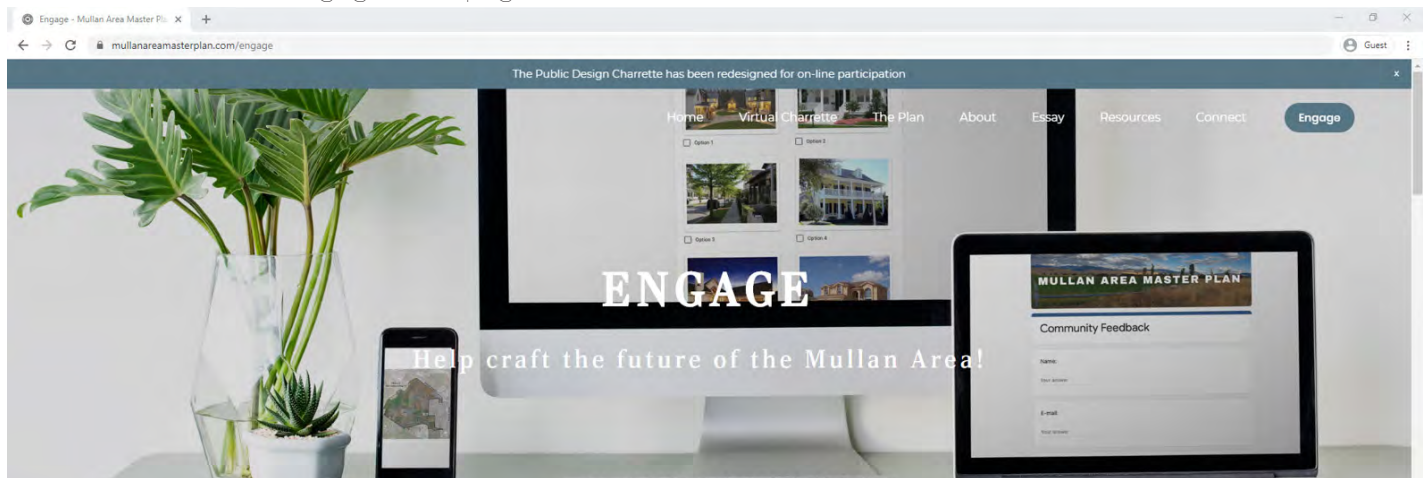 Engage - Mullan Area Master Pl
mullanareamasterplan.com/engage
Guest
The Public Design Charrette has been redesigned for on-line participation
x
Home Virtual Charrette The Plan About Essay Resources Connect Engage
Option 1 Option 2
Option 3 Option 4
ENGAGE
Help craft the future of the Mullan Area!
MULLAN AREA MASTER PLAN
Community Feedback
Name:
Your answer
E-mail:
Your answer